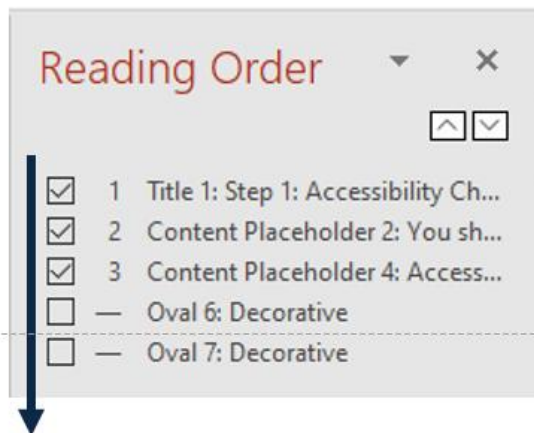 Reading Order
1 Title 1: Step 1: Accessibility Ch...
2 Content Placeholder 2: You sh...
3 Content Placeholder 4: Access...
— Oval 6: Decorative
— Oval 7: Decorative